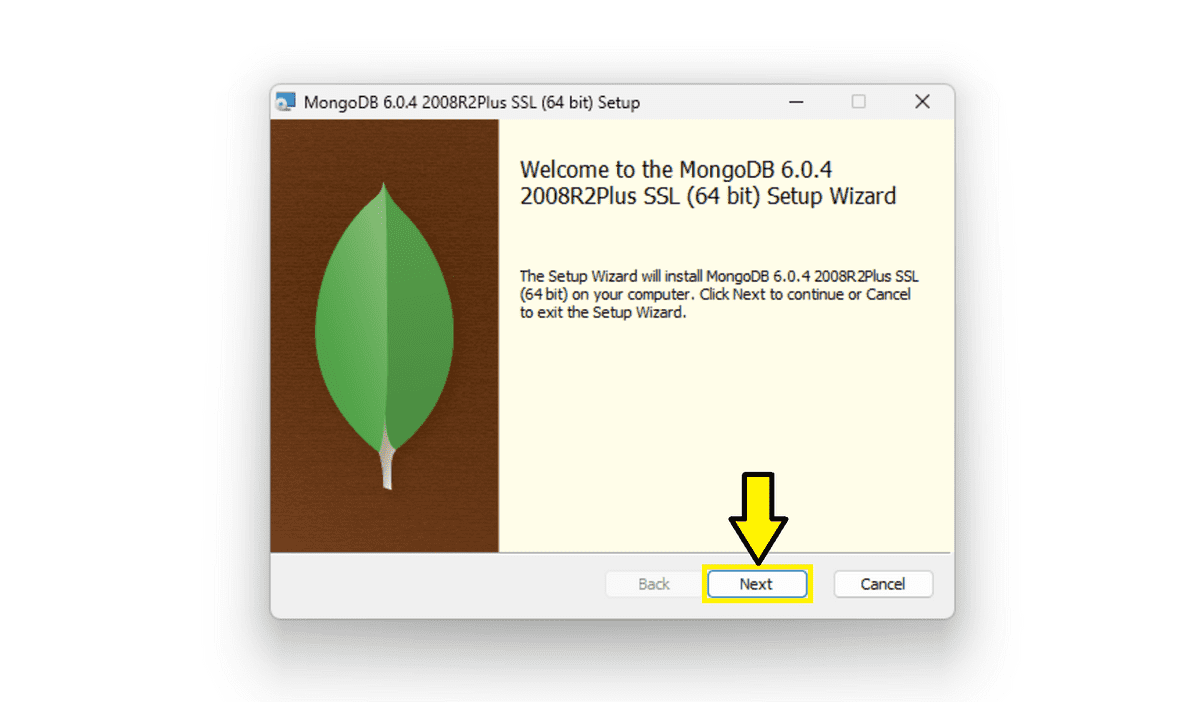 MongoDB 6.0.4 2008R2Plus SSL (64 bit) Setup
Welcome to the MongoDB 6.0.4
2008R2Plus SSL (64 bit) Setup Wizard
The Setup Wizard will install MongoDB 6.0.4 2008R2Plus SSL
(64 bit) on your computer. Click Next to continue or Cancel
to exit the Setup Wizard.
Back Next Cancel